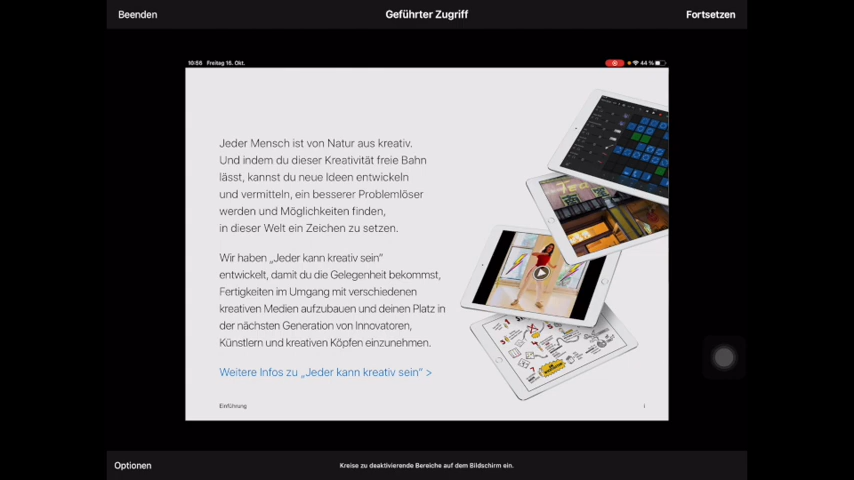 Beenden
Geführter Zugriff
Fortsetzen
10:56 Freitag 16. Okt.
44 %
Jeder Mensch ist von Natur aus kreativ.
Und indem du dieser Kreativität freie Bahn
lässt, kannst du neue Ideen entwickeln
und vermitteln, ein besserer Problemlöser
werden und Möglichkeiten finden,
in dieser Welt ein Zeichen zu setzen.
Wir haben „Jeder kann kreativ sein“
entwickelt, damit du die Gelegenheit bekommst,
Fertigkeiten im Umgang mit verschiedenen
kreativen Medien aufzubauen und deinen Platz in
der nächsten Generation von Innovatoren,
Künstlern und kreativen Köpfen einzunehmen.
Weitere Infos zu „Jeder kann kreativ sein“ >
Einführung
i
Optionen
Kreise zu deaktivierende Bereiche auf dem Bildschirm ein.